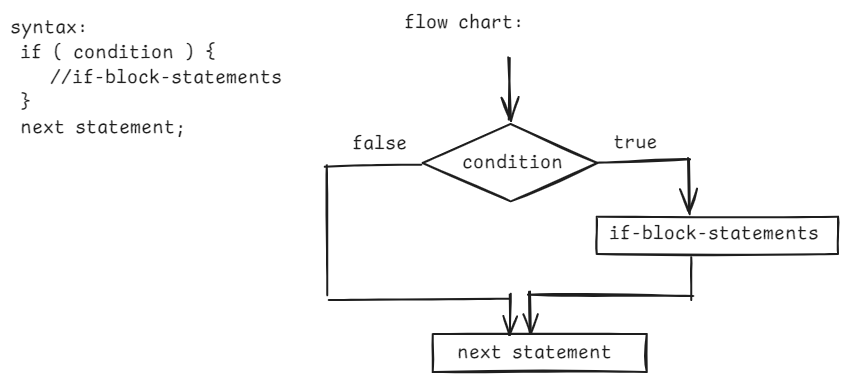 syntax:
if ( condition ) {
//if-block-statements
}
next statement;
flow chart:
false
condition
true
if-block-statements
next statement